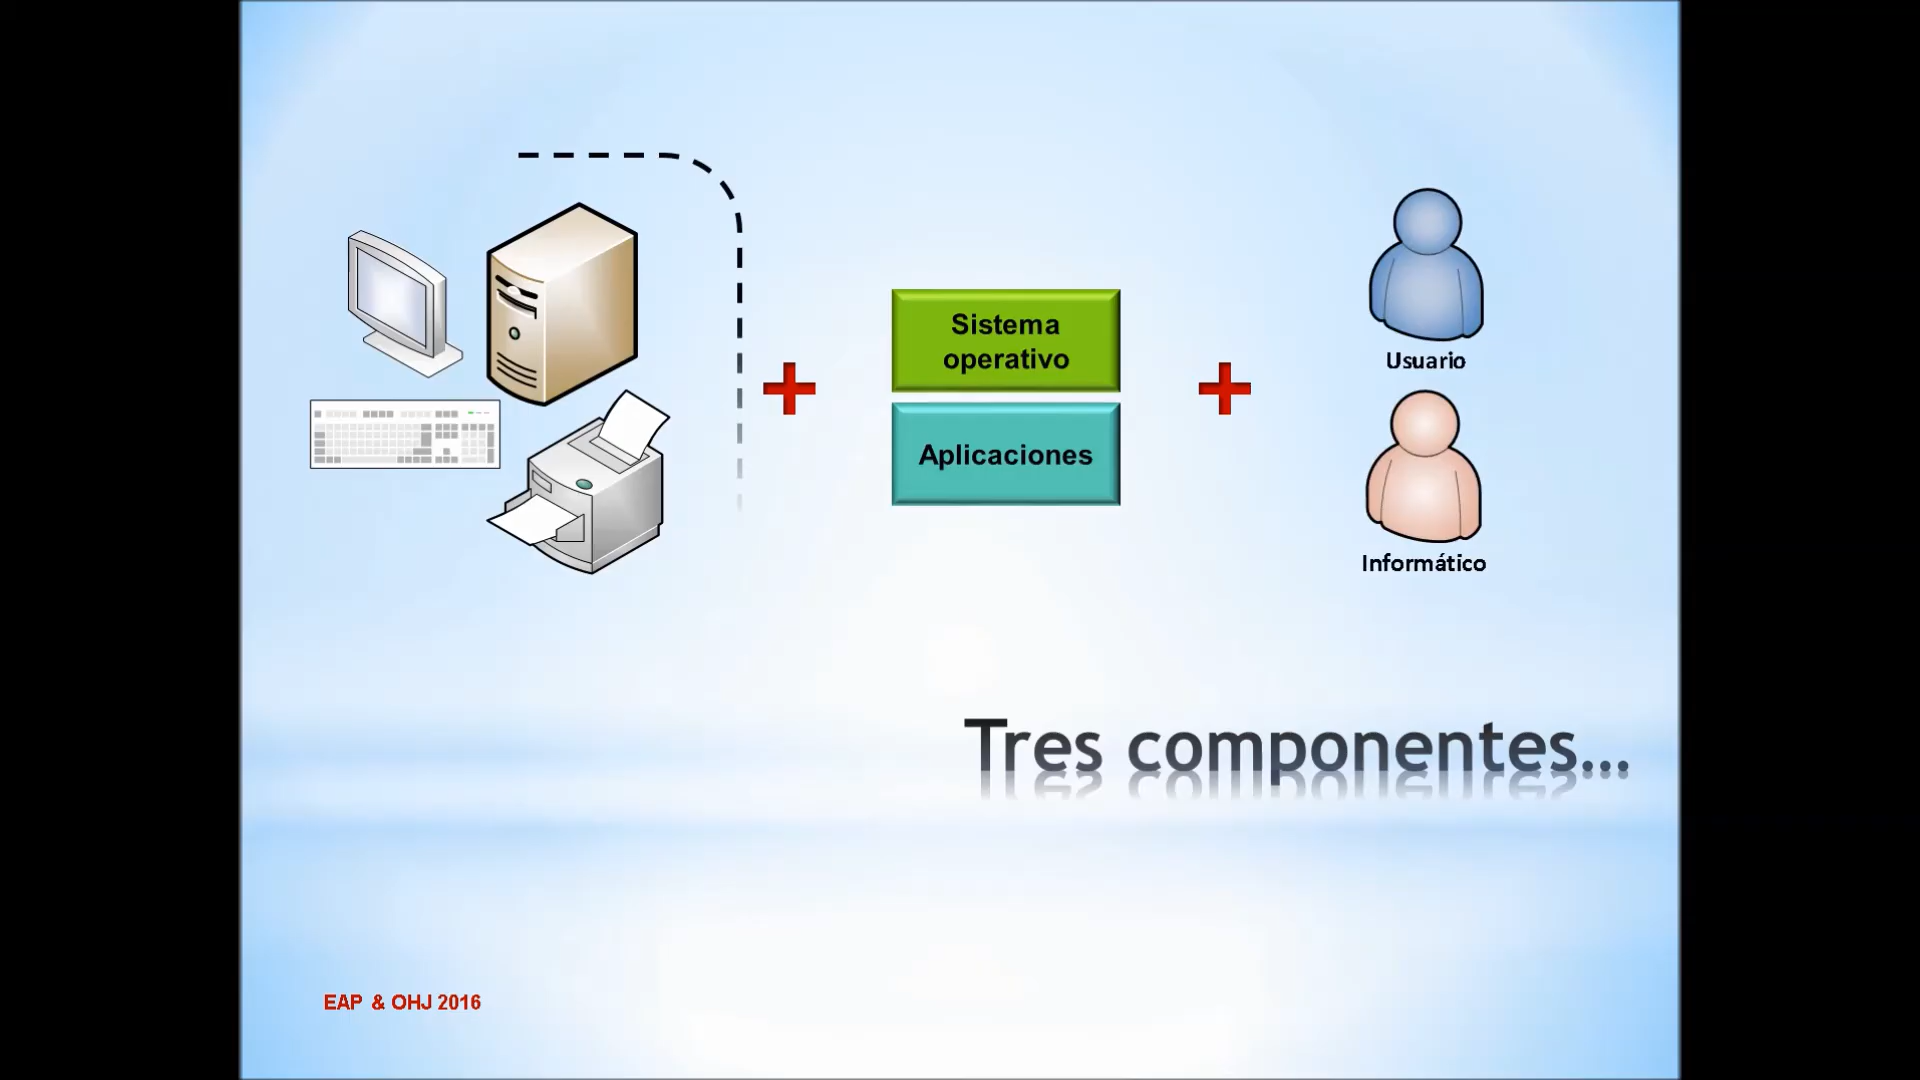 Sistema
operativo
Aplicaciones
Usuario
Informático
Tres componentes...
EAP & OHJ 2016